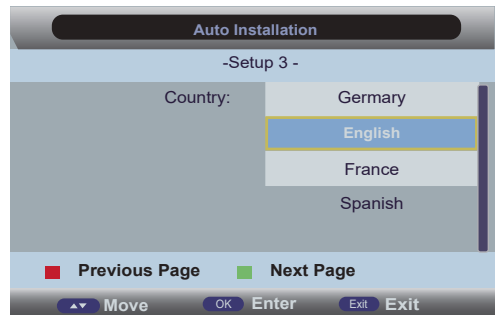 Auto Installation
-Setup 3 -
Country: Germary
English
France
Spanish
Previous Page Next Page
Move OK Enter Exit Exit